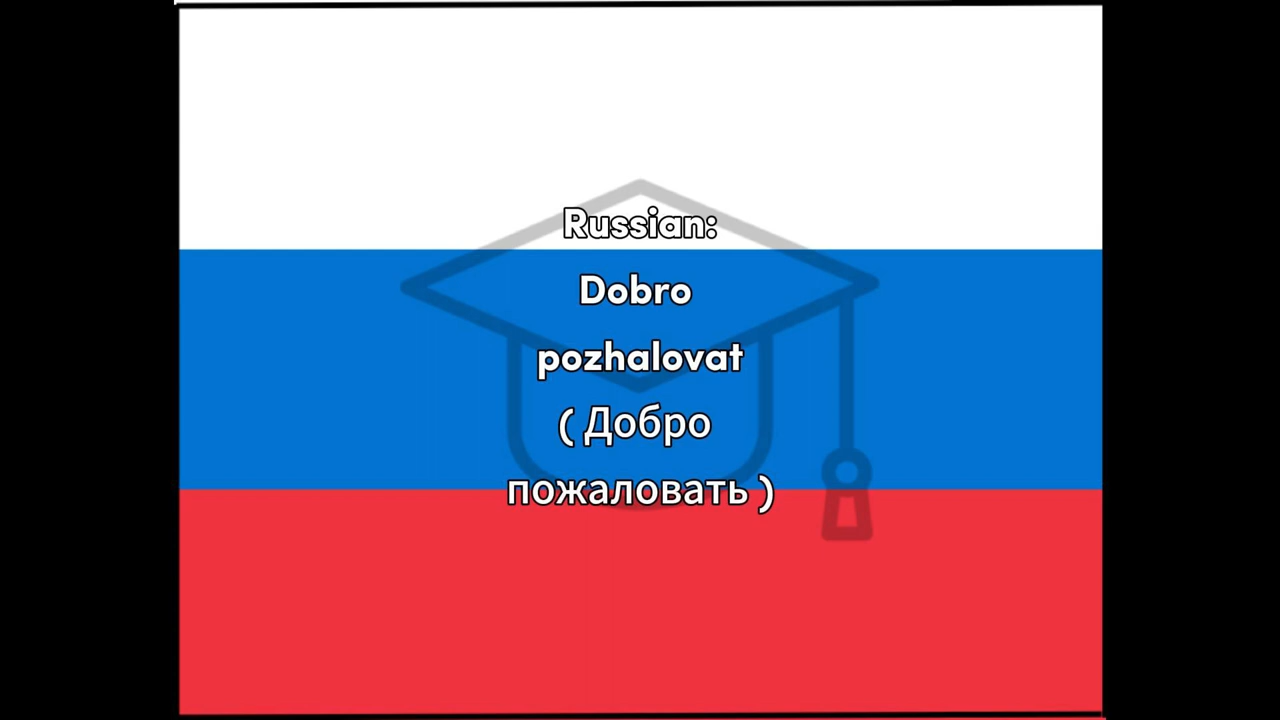 Russian:
Dobro
pozhalovat
( Добро
пожаловать )